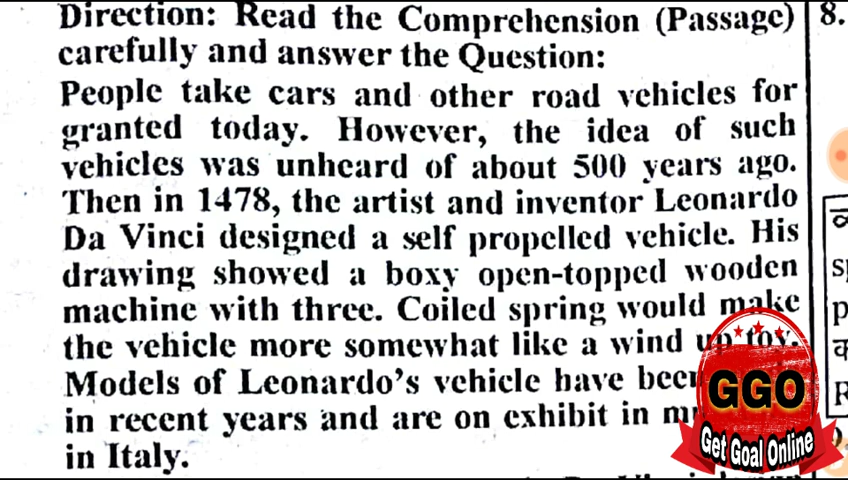 Direction: Read the Comprehension (Passage)
carefully and answer the Question:
People take cars and other road vehicles for
granted today. However, the idea of such
vehicles was unheard of about 500 years ago.
Then in 1478, the artist and inventor Leonardo
Da Vinci designed a self propelled vehicle. His
drawing showed a boxy open-topped wooden
machine with three. Coiled spring would make
the vehicle more somewhat like a wind up toy.
Models of Leonardo's vehicle have been
in recent years and are on exhibit in
in Italy.
8.
GGO
Get Goal Online